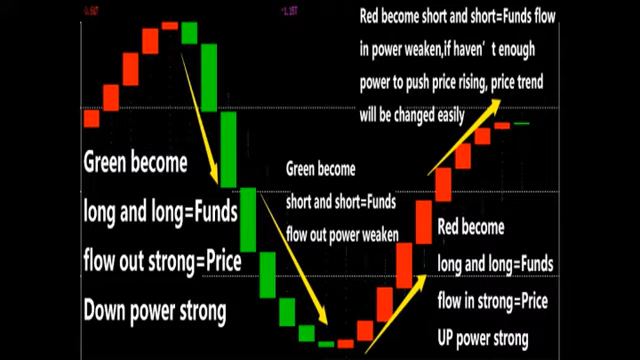 Red become short and short=Funds flow
in power weaken,if haven't enough
power to push price rising, price trend
will be changed easily
Green become
long and long=Funds
flow out strong=Price
Down power strong
Green become
short and short=Funds
flow out power weaken
Red become
long and long=Funds
flow in strong=Price
UP power strong